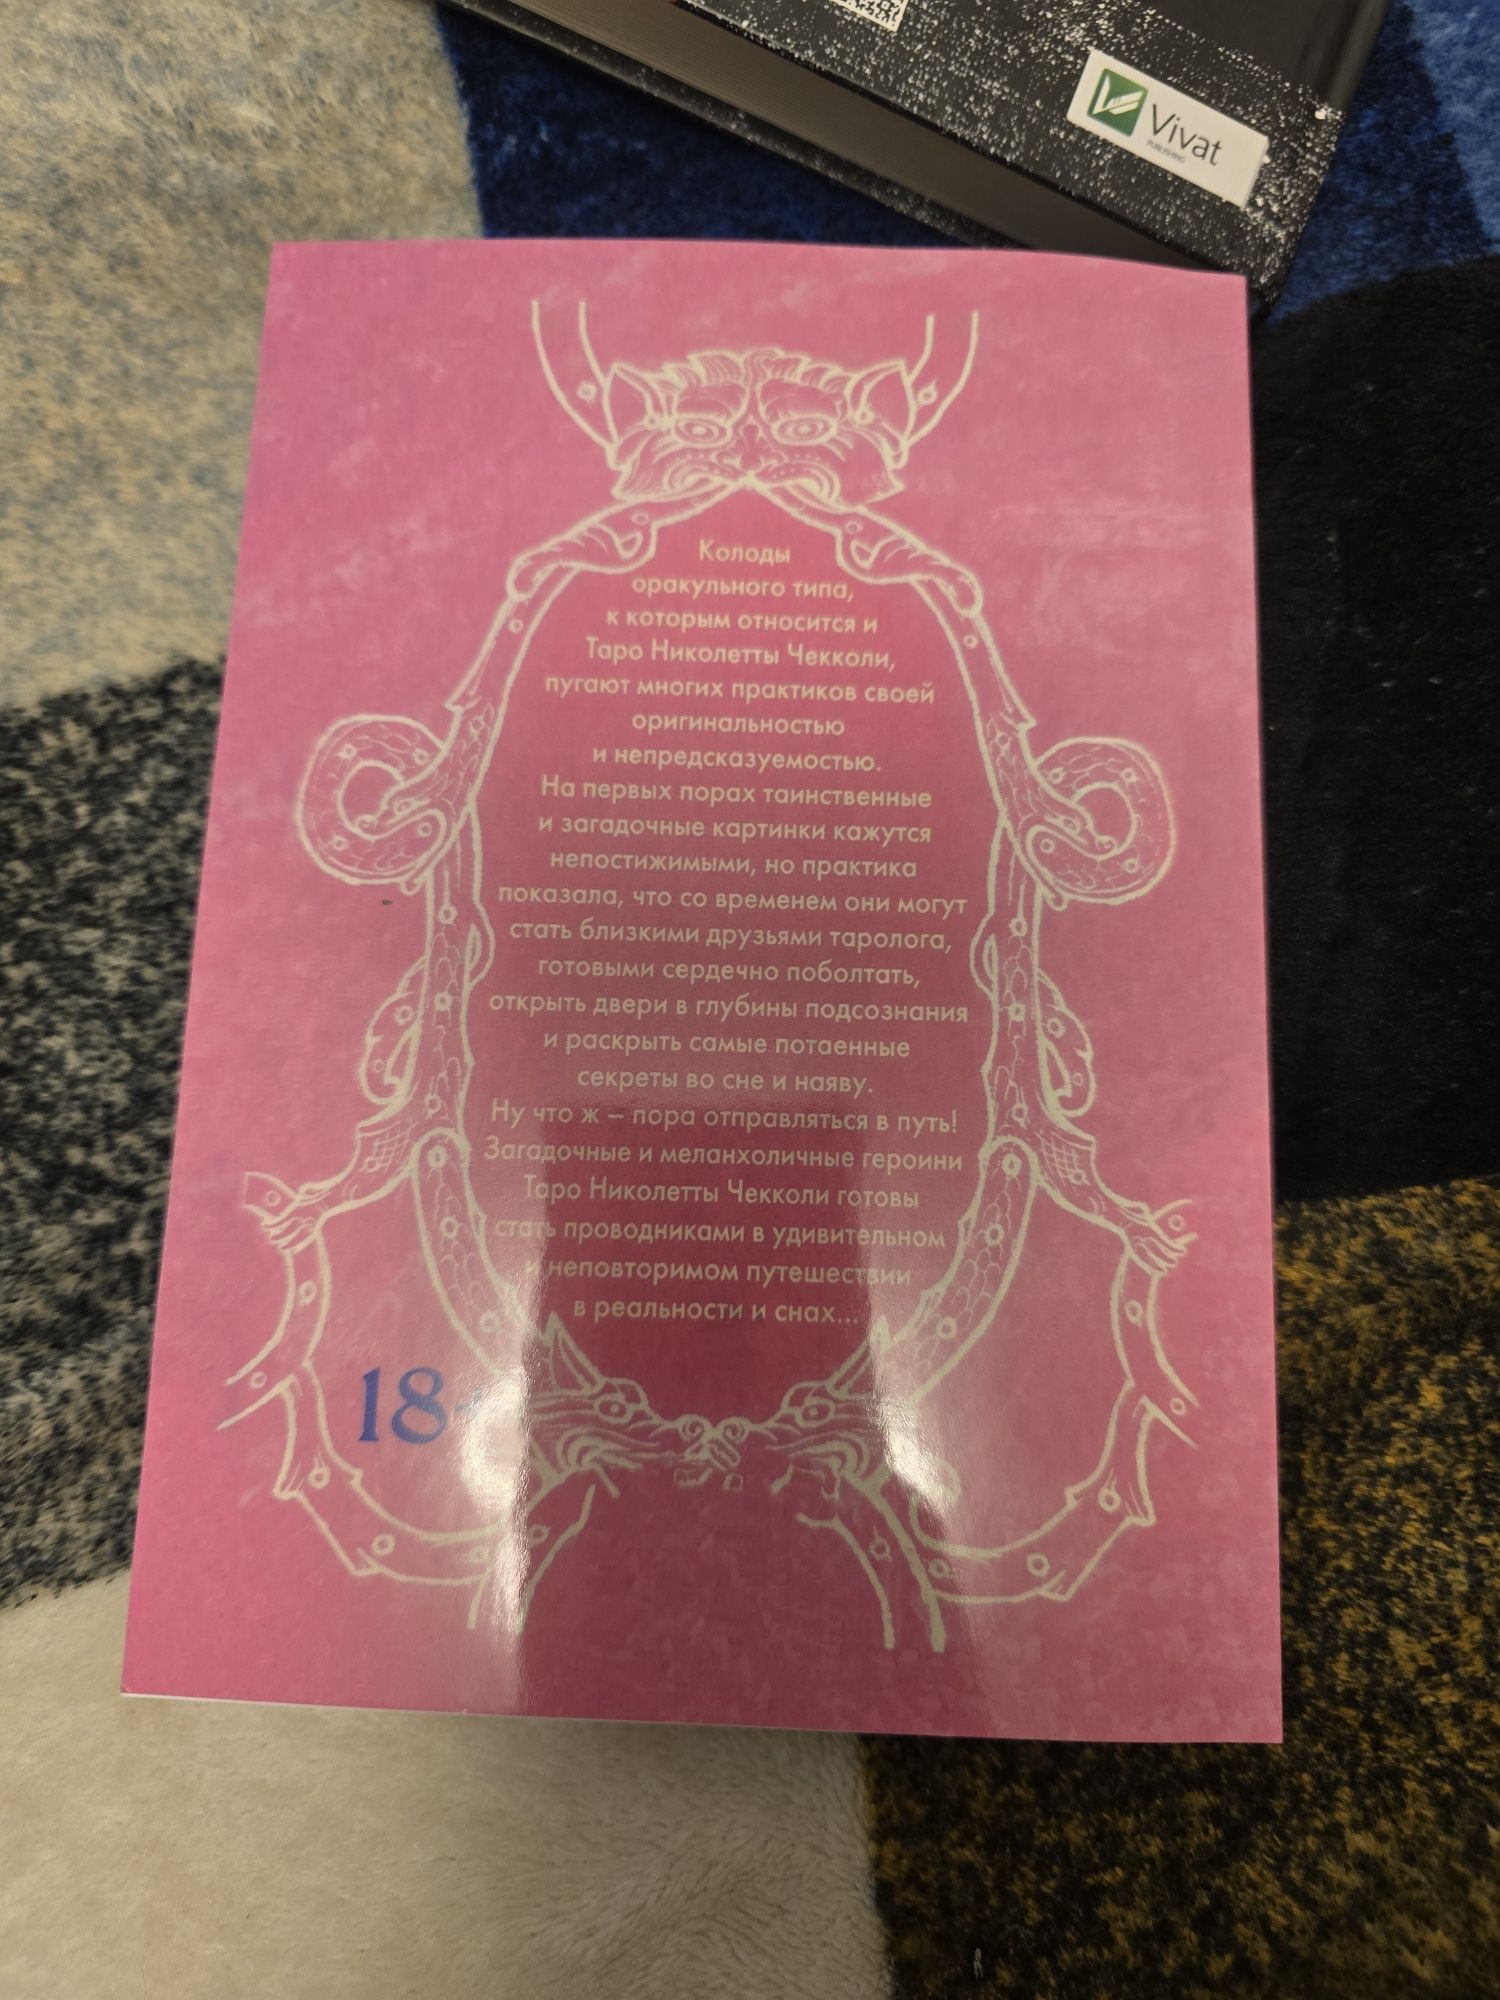 Vivat
PUBLISHING
Колоды
оракульного типа,
к которым относится и
Таро Николетты Чекколи,
пугают многих практиков своей
оригинальностью
и непредсказуемостью.
На первых порах таинственные
и загадочные картинки кажутся
непостижимыми, но практика
показала, что со временем они могут
стать близкими друзьями таролога,
готовыми сердечно поболтать,
открыть двери в глубины подсознания
и раскрыть самые потаенные
секреты во сне и наяву.
Ну что ж – пора отправляться в путь!
Загадочные и меланхоличные героини
Таро Николетты Чекколи готовы
стать проводниками в удивительном
и неповторимом путешествии
в реальности и снах...
18+